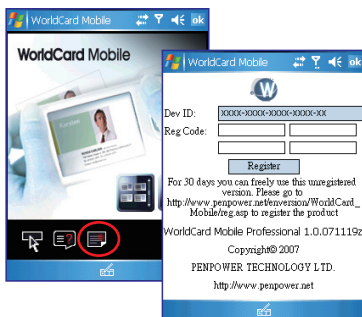 WorldCard Mobile
ok
WorldCard Mobile
WorldCard Mobile
ok
W
Dev ID:
XXXX-XXXX-XXXX-XXXX-XX
Reg Code:
Register
For 30 days you can freely use this unregistered
version. Please go to
http://www.penpower.net/enversion/WorldCard_
Mobile/reg.asp to register the product
WorldCard Mobile Professional 1.0.071119z
Copyright© 2007
PENPOWER TECHNOLOGY LTD.
http://www.penpower.net